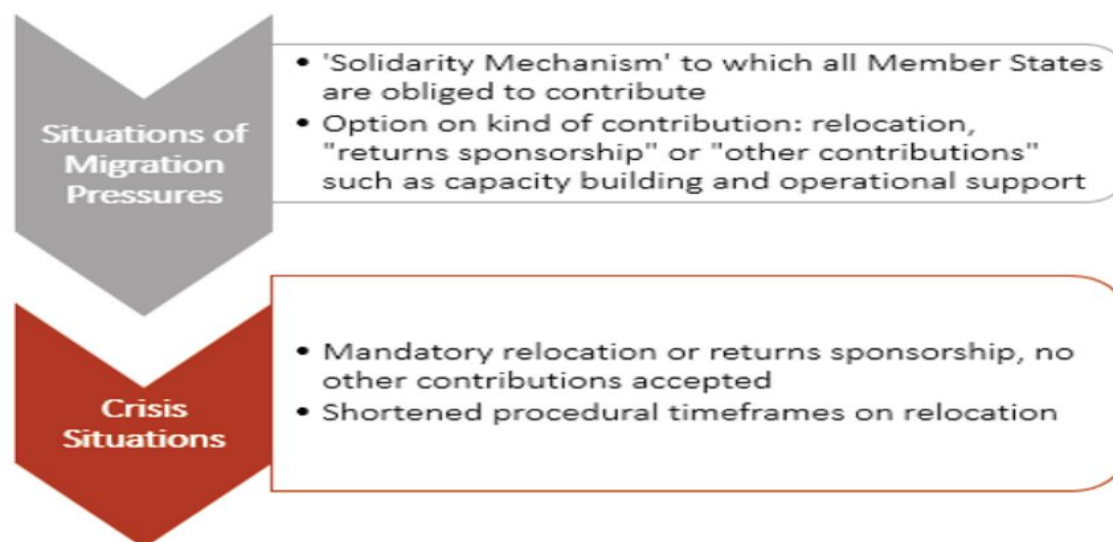 Situations of
Migration
Pressures
• 'Solidarity Mechanism' to which all Member States
are obliged to contribute
• Option on kind of contribution: relocation,
"returns sponsorship" or "other contributions"
such as capacity building and operational support
Crisis
Situations
• Mandatory relocation or returns sponsorship, no
other contributions accepted
• Shortened procedural timeframes on relocation